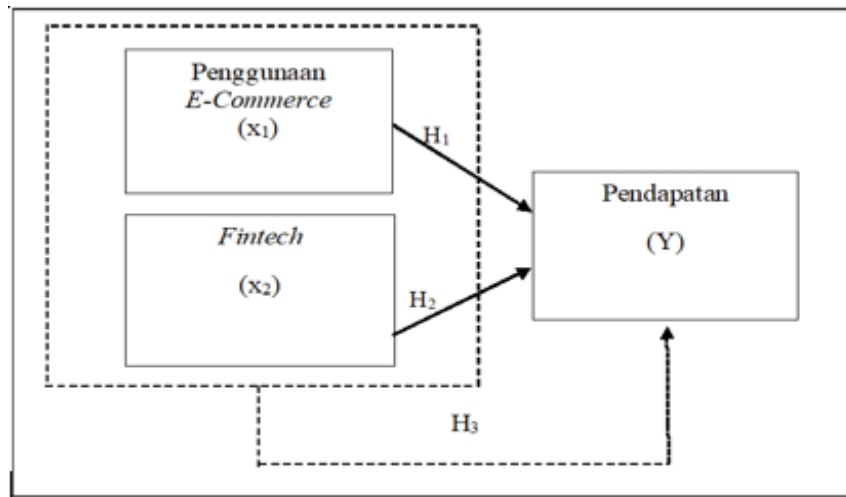 Penggunaan
E-Commerce
(x₁)
H₁
Pendapatan
(Y)
Fintech
(x₂)
H₂
H₃